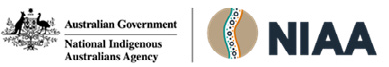 Australian Government
National Indigenous
Australians Agency
NIAA